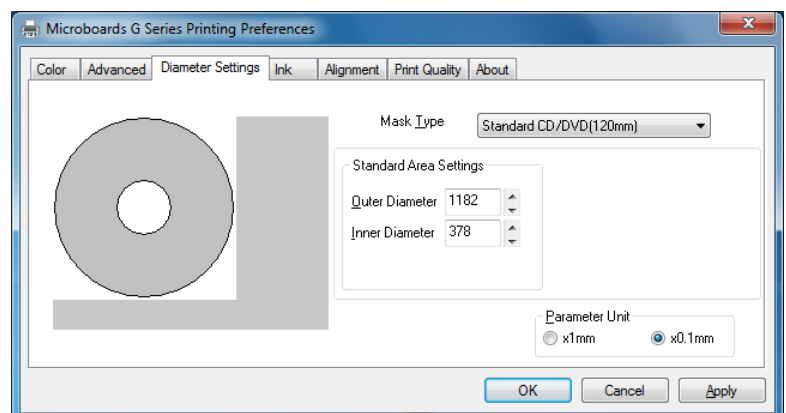 Microboards G Series Printing Preferences
Color Advanced Diameter Settings Ink Alignment Print Quality About
Mask Type Standard CD/DVD(120mm)
Standard Area Settings
Outer Diameter 1182
Inner Diameter 378
Parameter Unit
x1mm x0.1mm
OK Cancel Apply